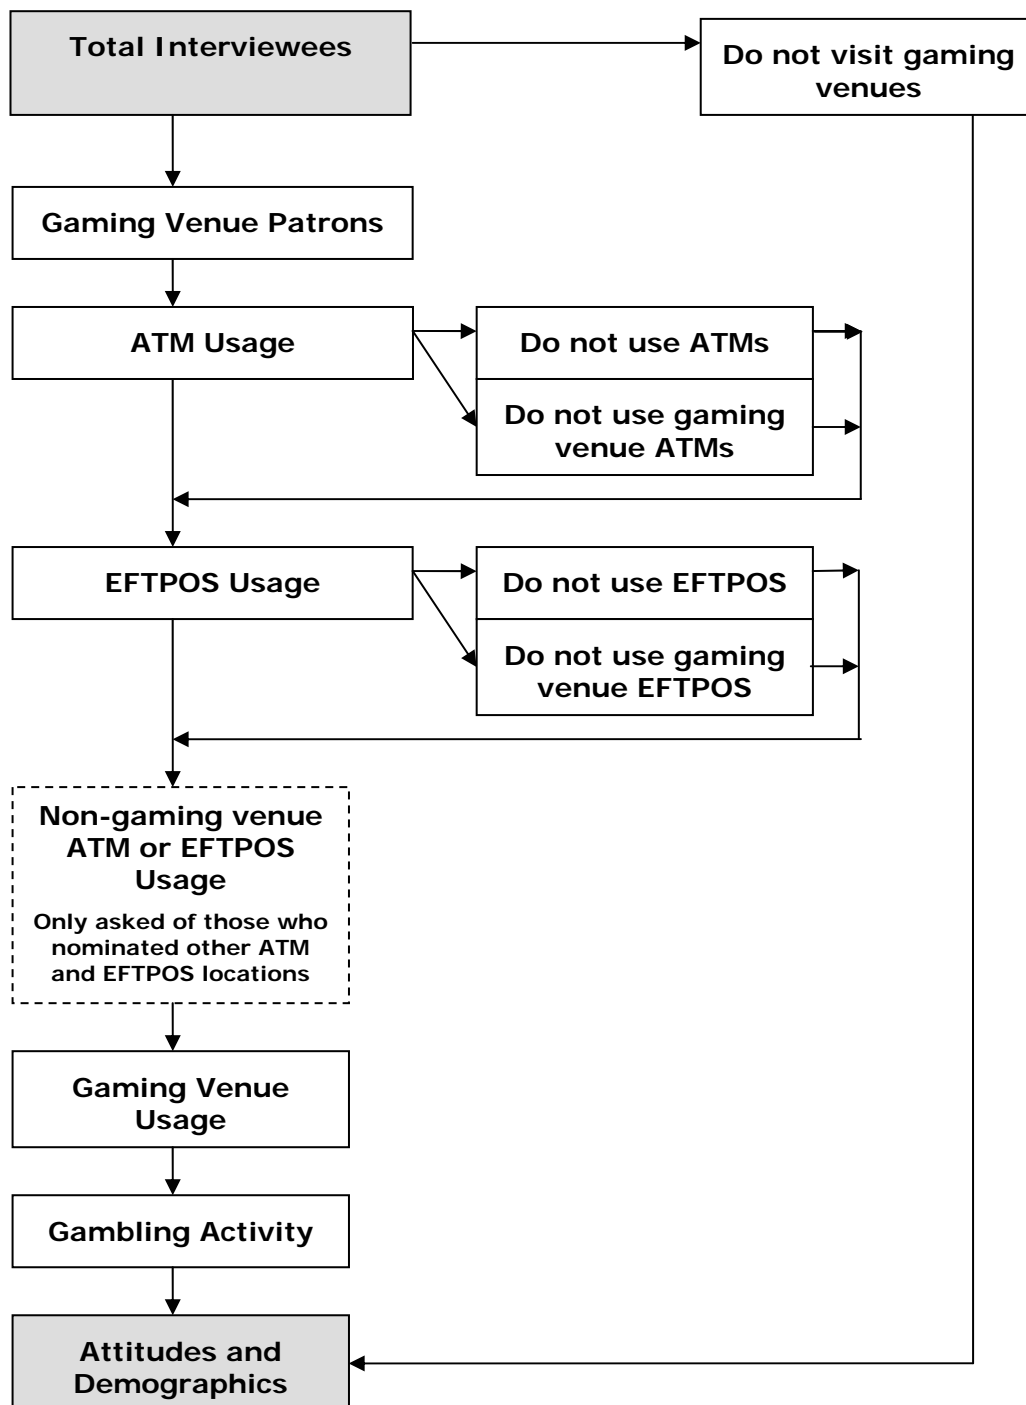 Total Interviewees
Do not visit gaming
venues
Gaming Venue Patrons
ATM Usage
Do not use ATMs
Do not use gaming
venue ATMs
EFTPOS Usage
Do not use EFTPOS
Do not use gaming
venue EFTPOS
Non-gaming venue
ATM or EFTPOS
Usage
Only asked of those who
nominated other ATM
and EFTPOS locations
Gaming Venue
Usage
Gambling Activity
Attitudes and
Demographics